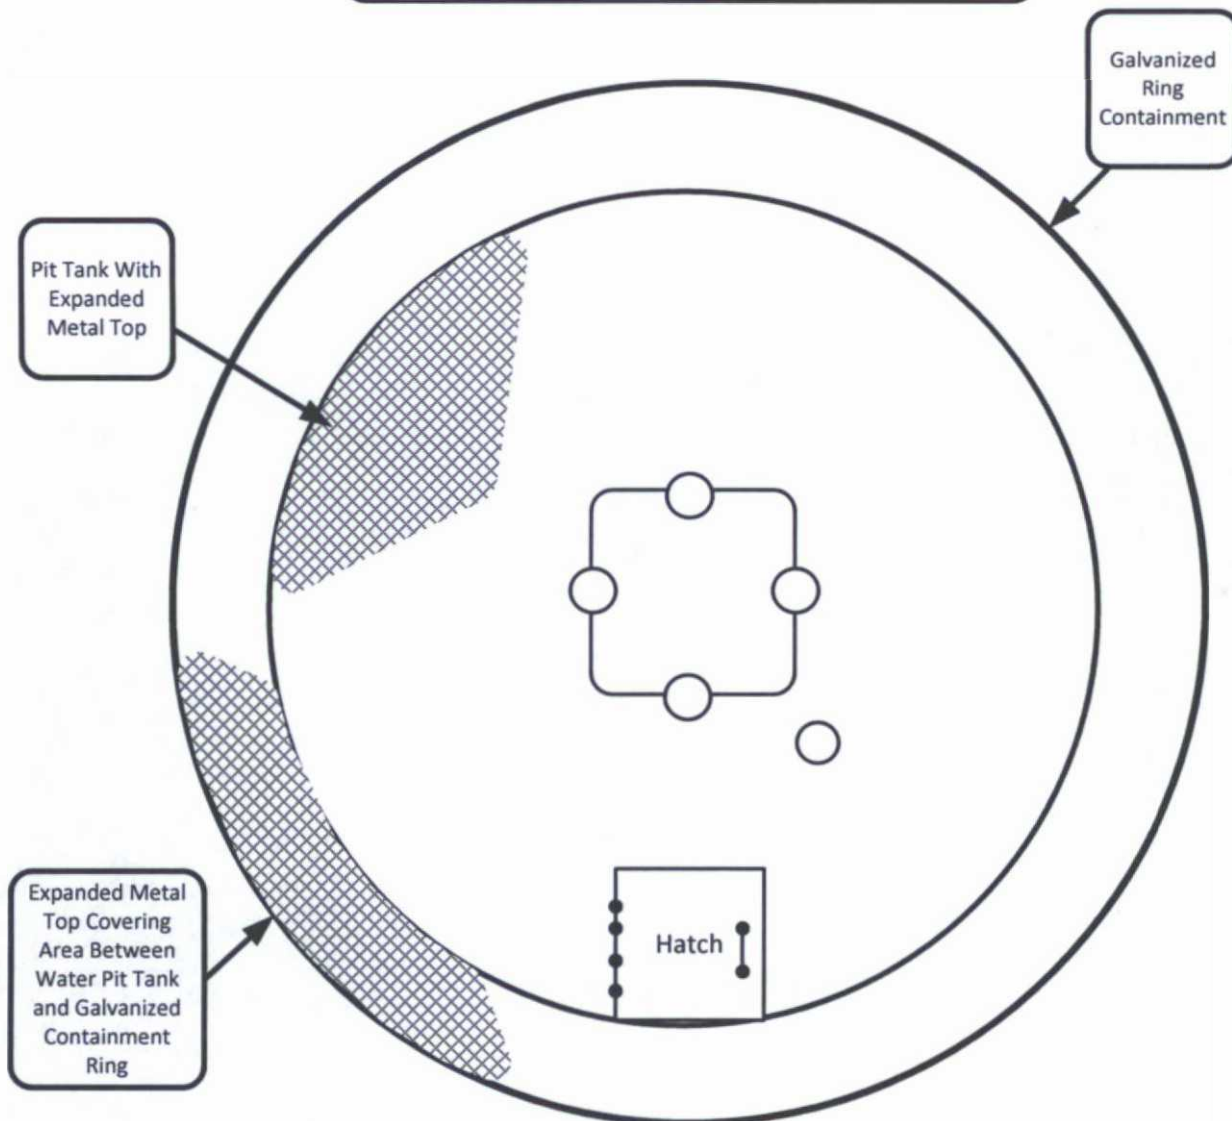 Galvanized
Ring
Containment
Pit Tank With
Expanded
Metal Top
Expanded Metal
Top Covering
Area Between
Water Pit Tank
and Galvanized
Containment
Ring
Hatch